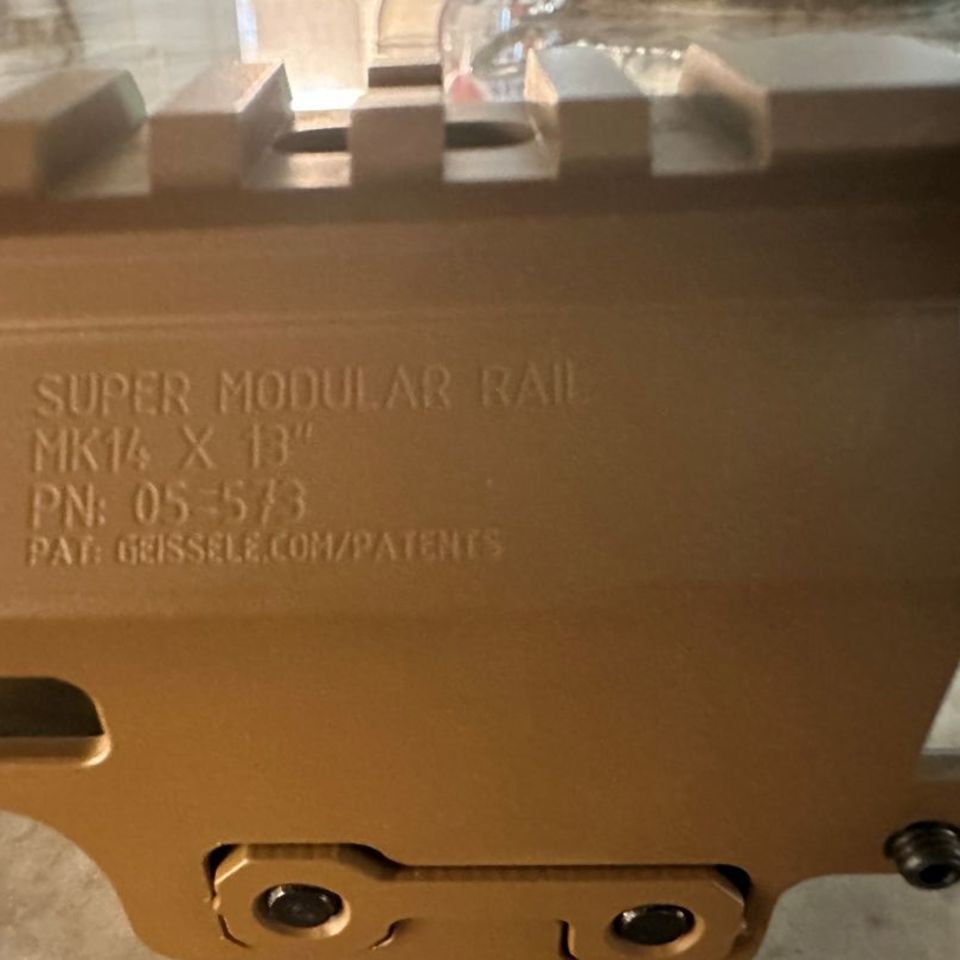 SUPER MODULAR RAIL
MK14 X 13"
PN: 05-573
PAT: GEISSELE.COM/PATENTS